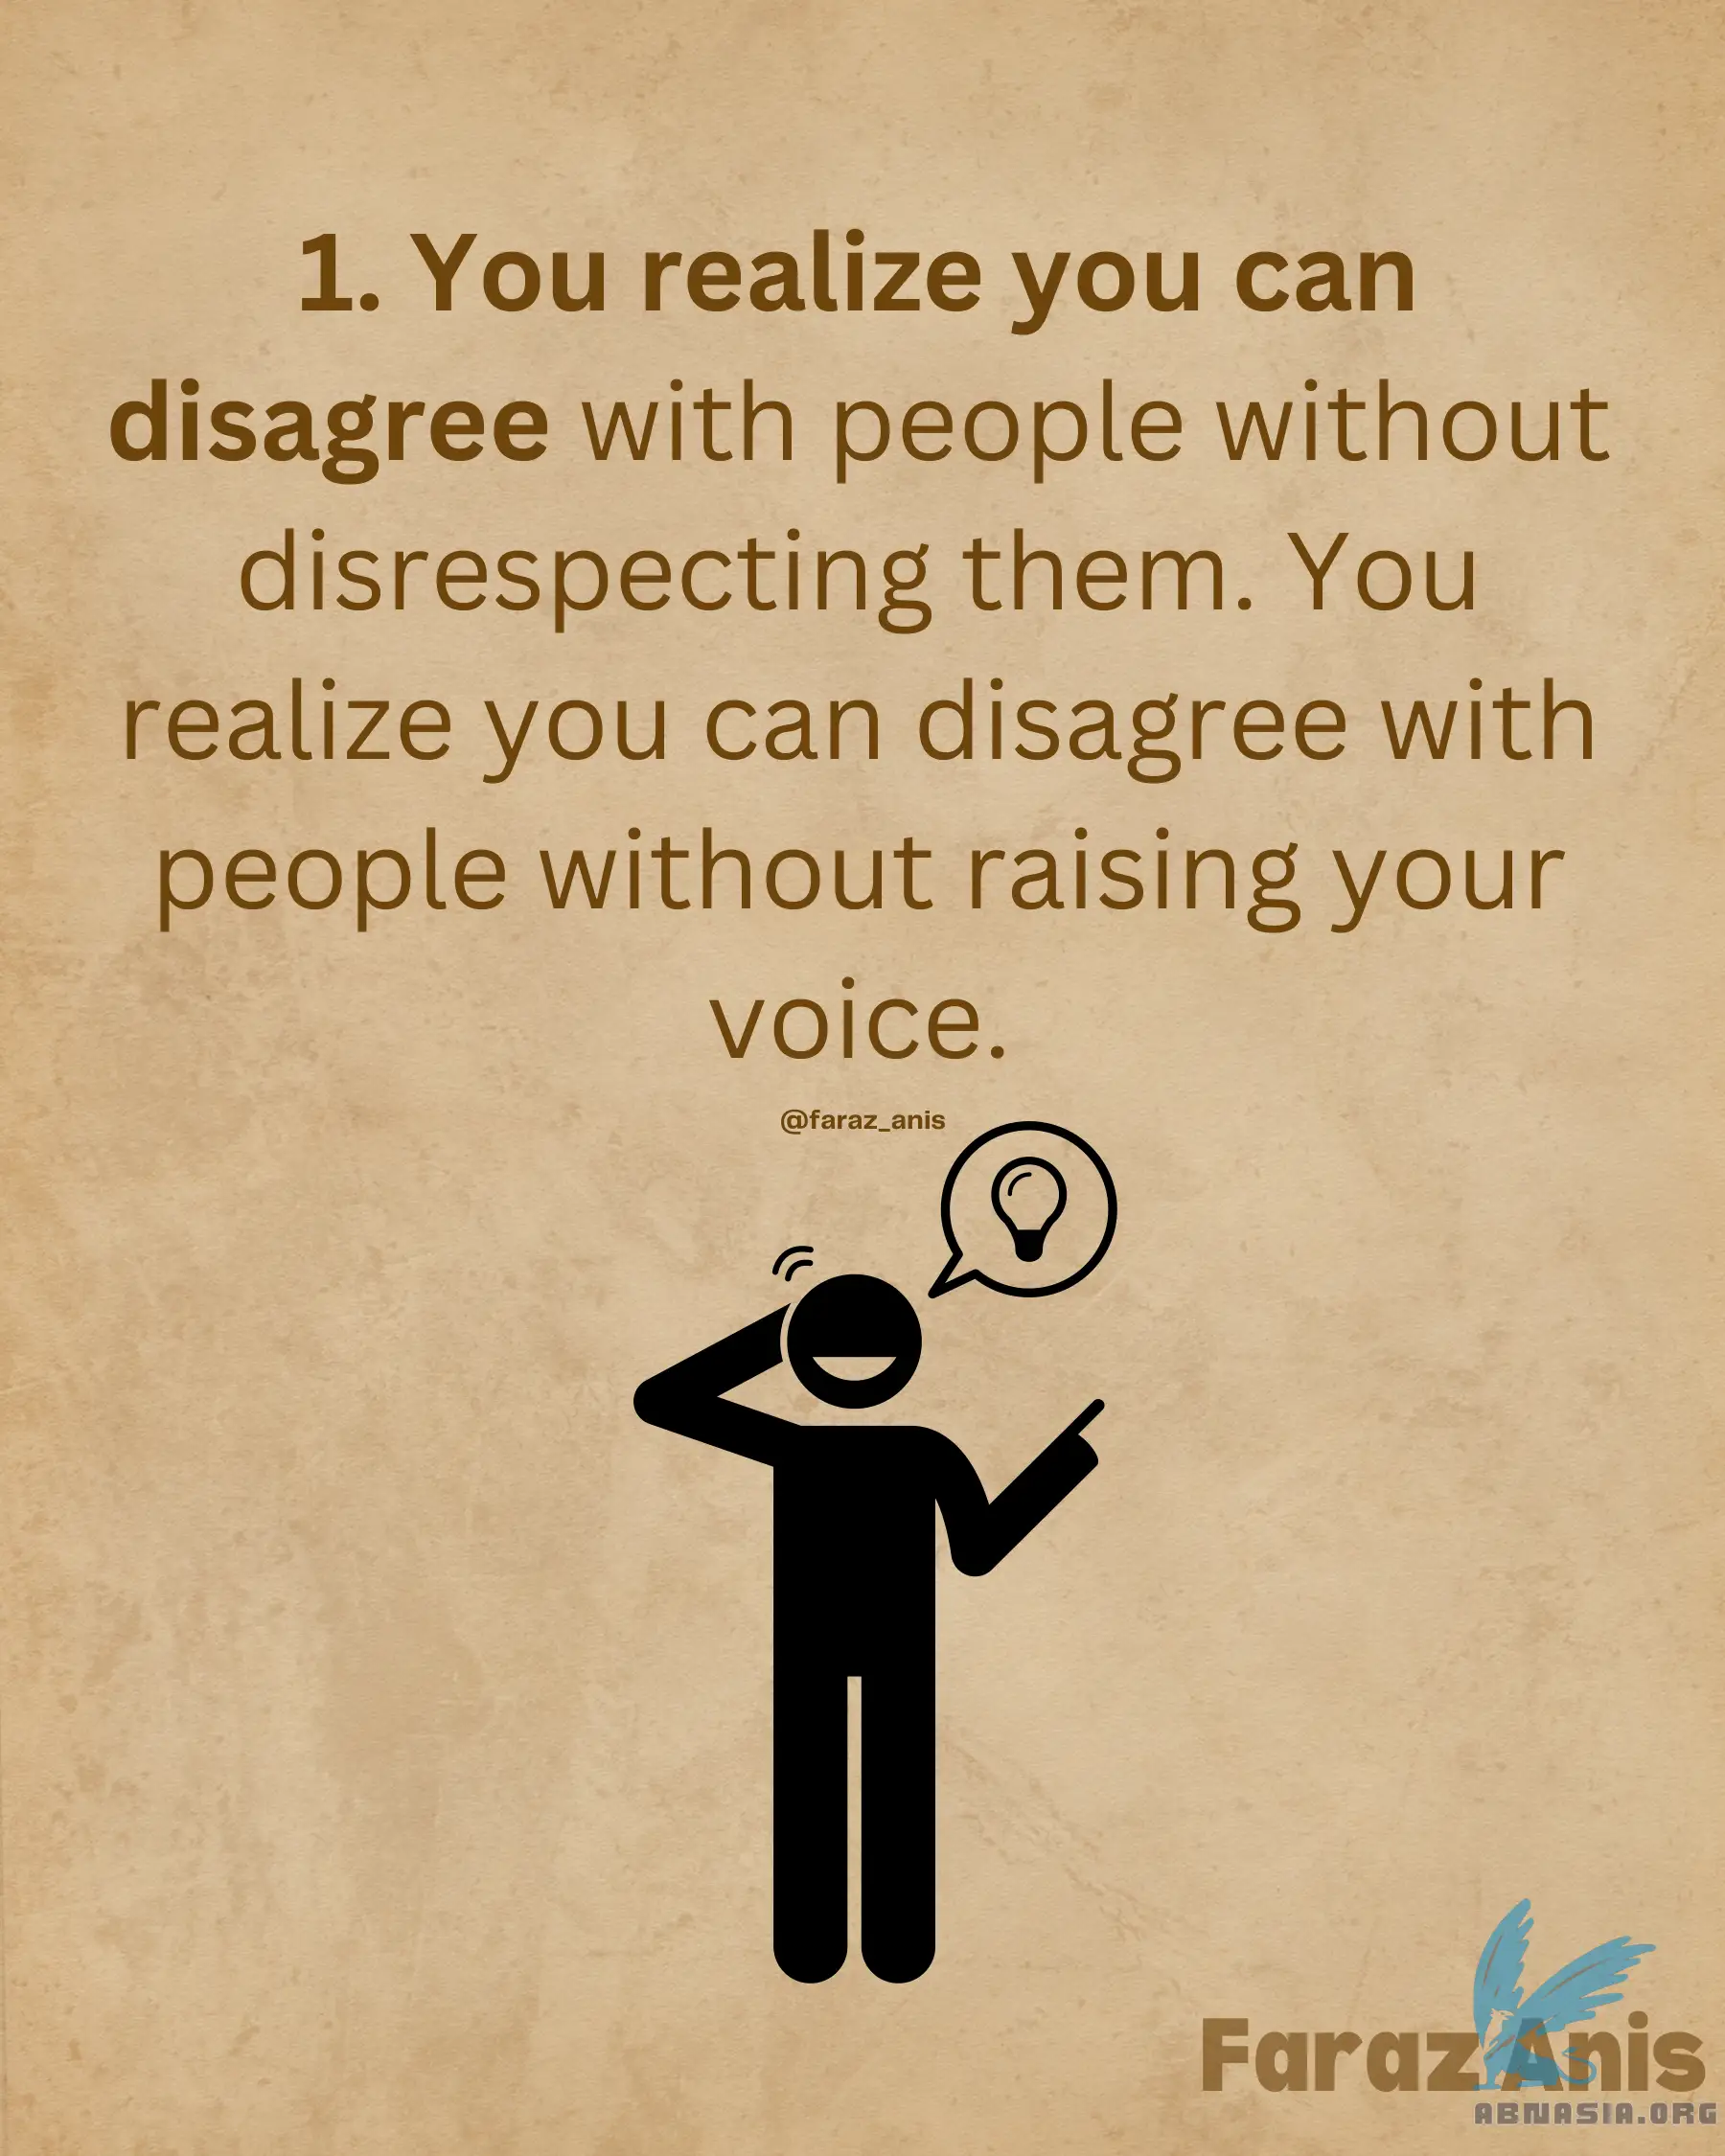 1. You realize you can
disagree with people without
disrespecting them. You
realize you can disagree with
people without raising your
voice.
@faraz_anis
Faraz Anis
ABNASIA.ORG